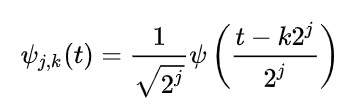 ψ_{j,k}(t) = \frac{1}{\sqrt{2^j}} ψ \left( \frac{t - k2^j}{2^j} \right)